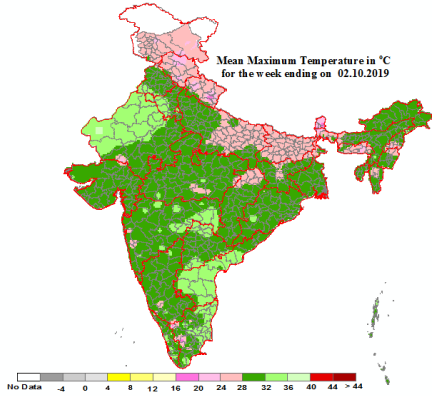 Mean Maximum Temperature in °C
for the week ending on 02.10.2019
No Data -4 0 4 8 12 16 20 24 28 32 36 40 44 > 44